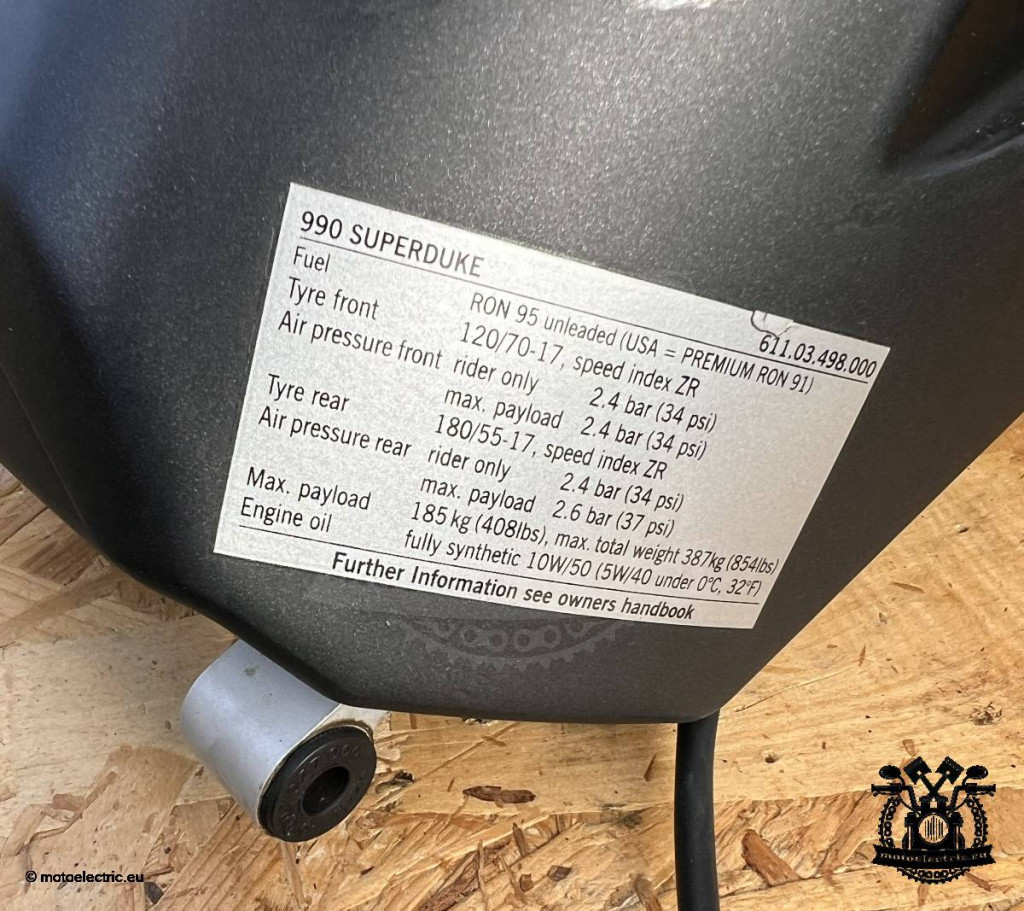 990 SUPERDUKE 611.03.498.000
Fuel RON 95 unleaded (USA = PREMIUM RON 91)
Tyre front 120/70-17, speed index ZR
Air pressure front rider only 2.4 bar (34 psi)
max. payload 2.4 bar (34 psi)
Tyre rear 180/55-17, speed index ZR
Air pressure rear rider only 2.4 bar (34 psi)
max. payload 2.6 bar (37 psi)
Max. payload 185 kg (408lbs), max. total weight 387kg (854lbs)
Engine oil fully synthetic 10W/50 (5W/40 under 0°C, 32°F)
Further Information see owners handbook
motoelectric.eu
© motoelectric.eu